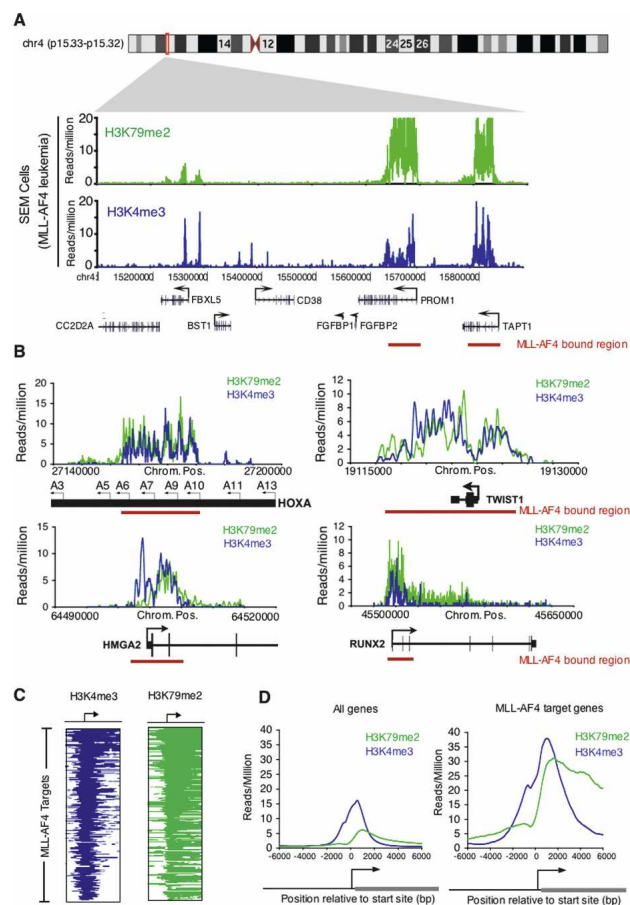 A
chr4 (p15.33-p15.32)
14 12 24 25 26
SEM Cells
(MLL-AF4 leukemia)
Reads/million
20
10
0
H3K79me2
Reads/million
20
10
0
H3K4me3
chr4: 15200000 15300000 15400000 15500000 15600000 15700000 15800000
FBXL5 CD38 PROM1
CC2D2A BST1 FGFBP1 FGFBP2 TAPT1
MLL-AF4 bound region
B
Reads/million
20
15
10
5
0
H3K79me2
H3K4me3
27140000 Chrom. Pos. 27200000
A3 A5 A6 A7 A9 A10 A11 A13
HOXA
Reads/million
12
10
8
6
4
2
0
H3K79me2
H3K4me3
19115000 Chrom. Pos. 19130000
TWIST1
MLL-AF4 bound region
Reads/million
15
10
5
0
H3K79me2
H3K4me3
64490000 Chrom. Pos. 64520000
HMGA2
Reads/million
12
10
8
6
4
2
0
H3K79me2
H3K4me3
45500000 Chrom. Pos. 45650000
RUNX2
MLL-AF4 bound region
C
H3K4me3 H3K79me2
MLL-AF4 Targets
D
All genes
Reads/Million
40
35
30
25
20
15
10
5
0
H3K79me2
H3K4me3
-6000 -4000 -2000 0 2000 4000 6000
Position relative to start site (bp)
MLL-AF4 target genes
Reads/Million
40
35
30
25
20
15
10
5
0
H3K79me2
H3K4me3
-6000 -4000 -2000 0 2000 4000 6000
Position relative to start site (bp)